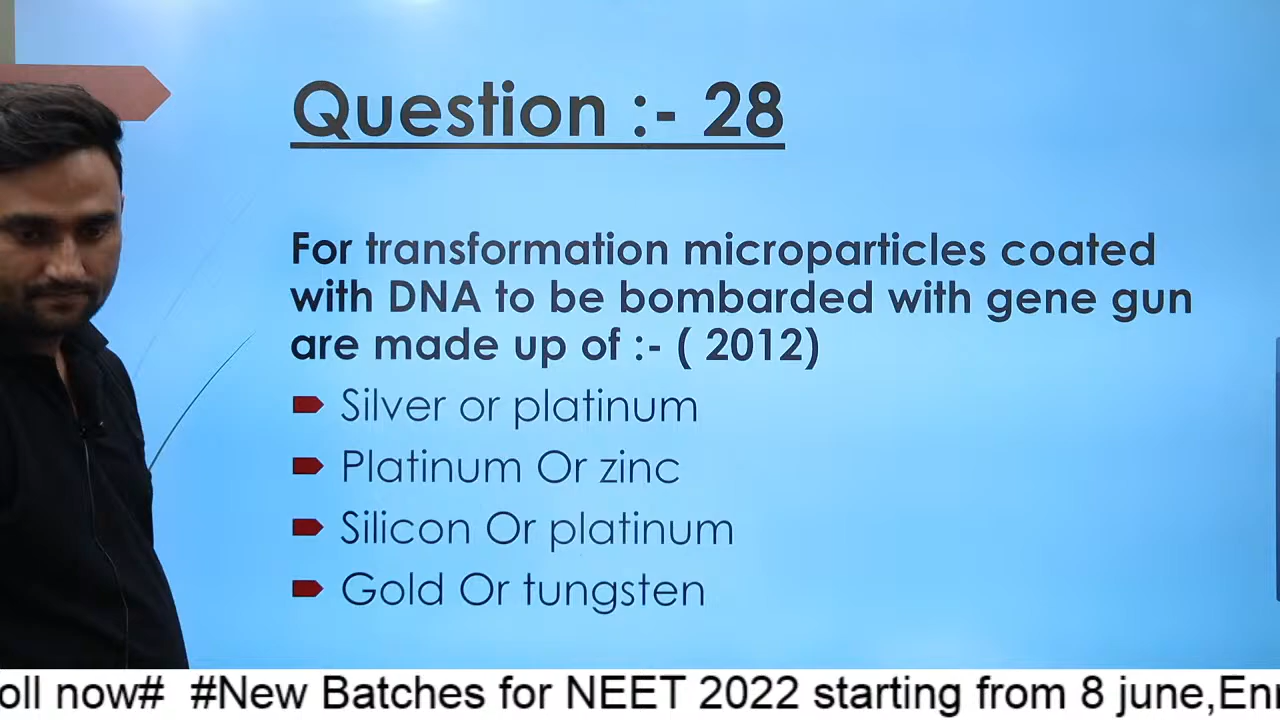 Question :- 28
For transformation microparticles coated
with DNA to be bombarded with gene gun
are made up of :- ( 2012)
Silver or platinum
Platinum Or zinc
Silicon Or platinum
Gold Or tungsten
oll now# #New Batches for NEET 2022 starting from 8 june,